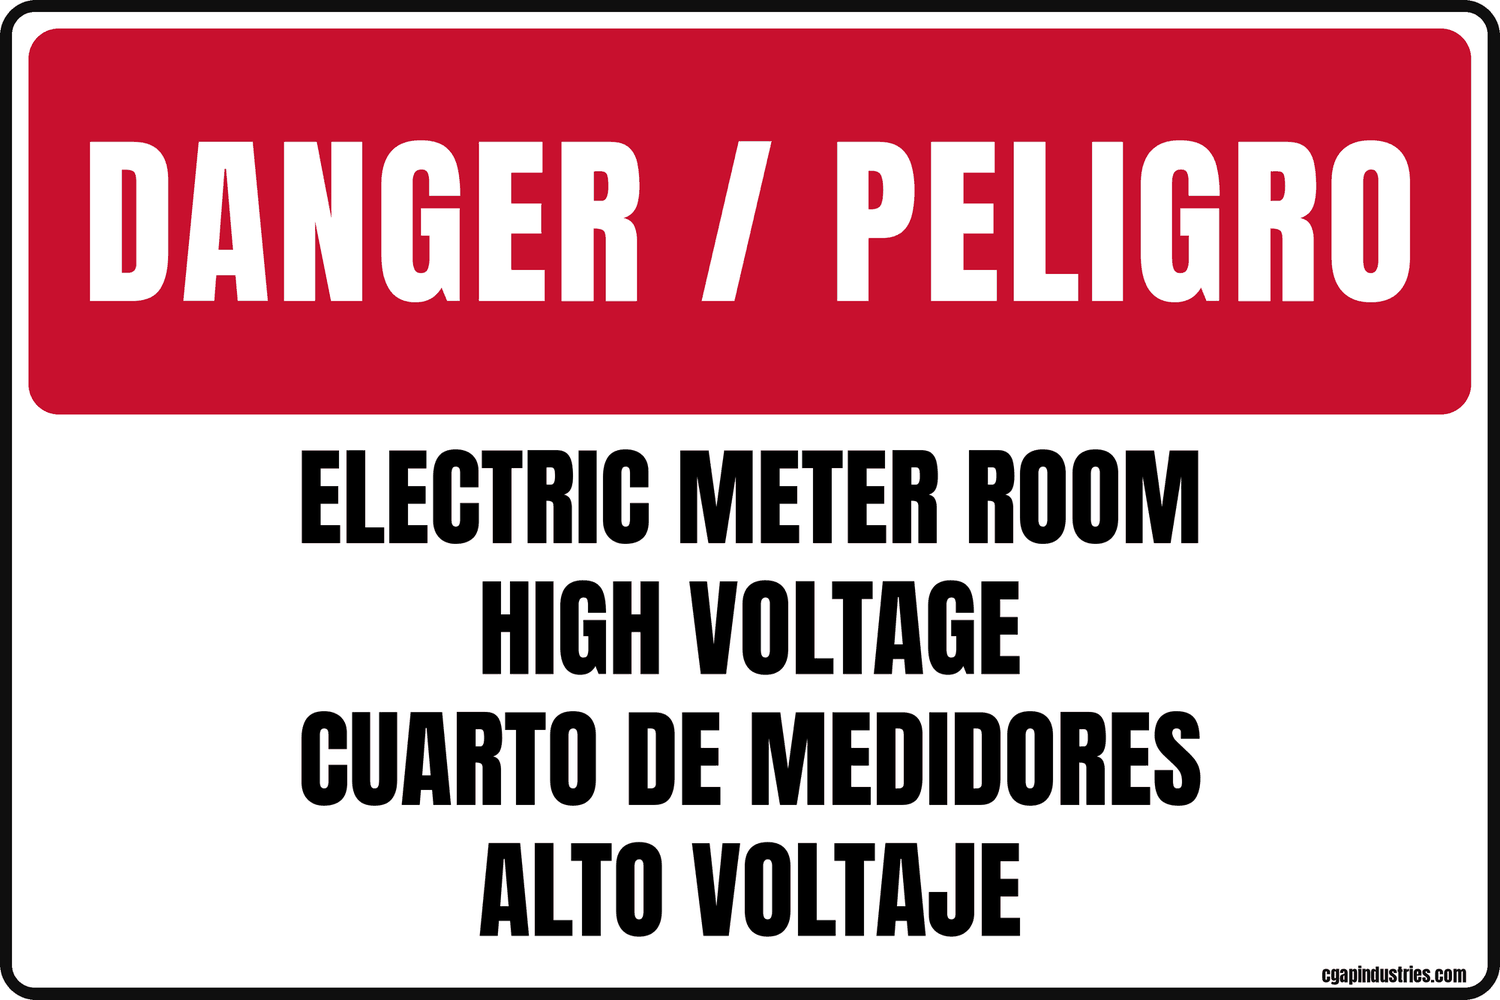 DANGER / PELIGRO
ELECTRIC METER ROOM
HIGH VOLTAGE
CUARTO DE MEDIDORES
ALTO VOLTAJE
cgapindustries.com